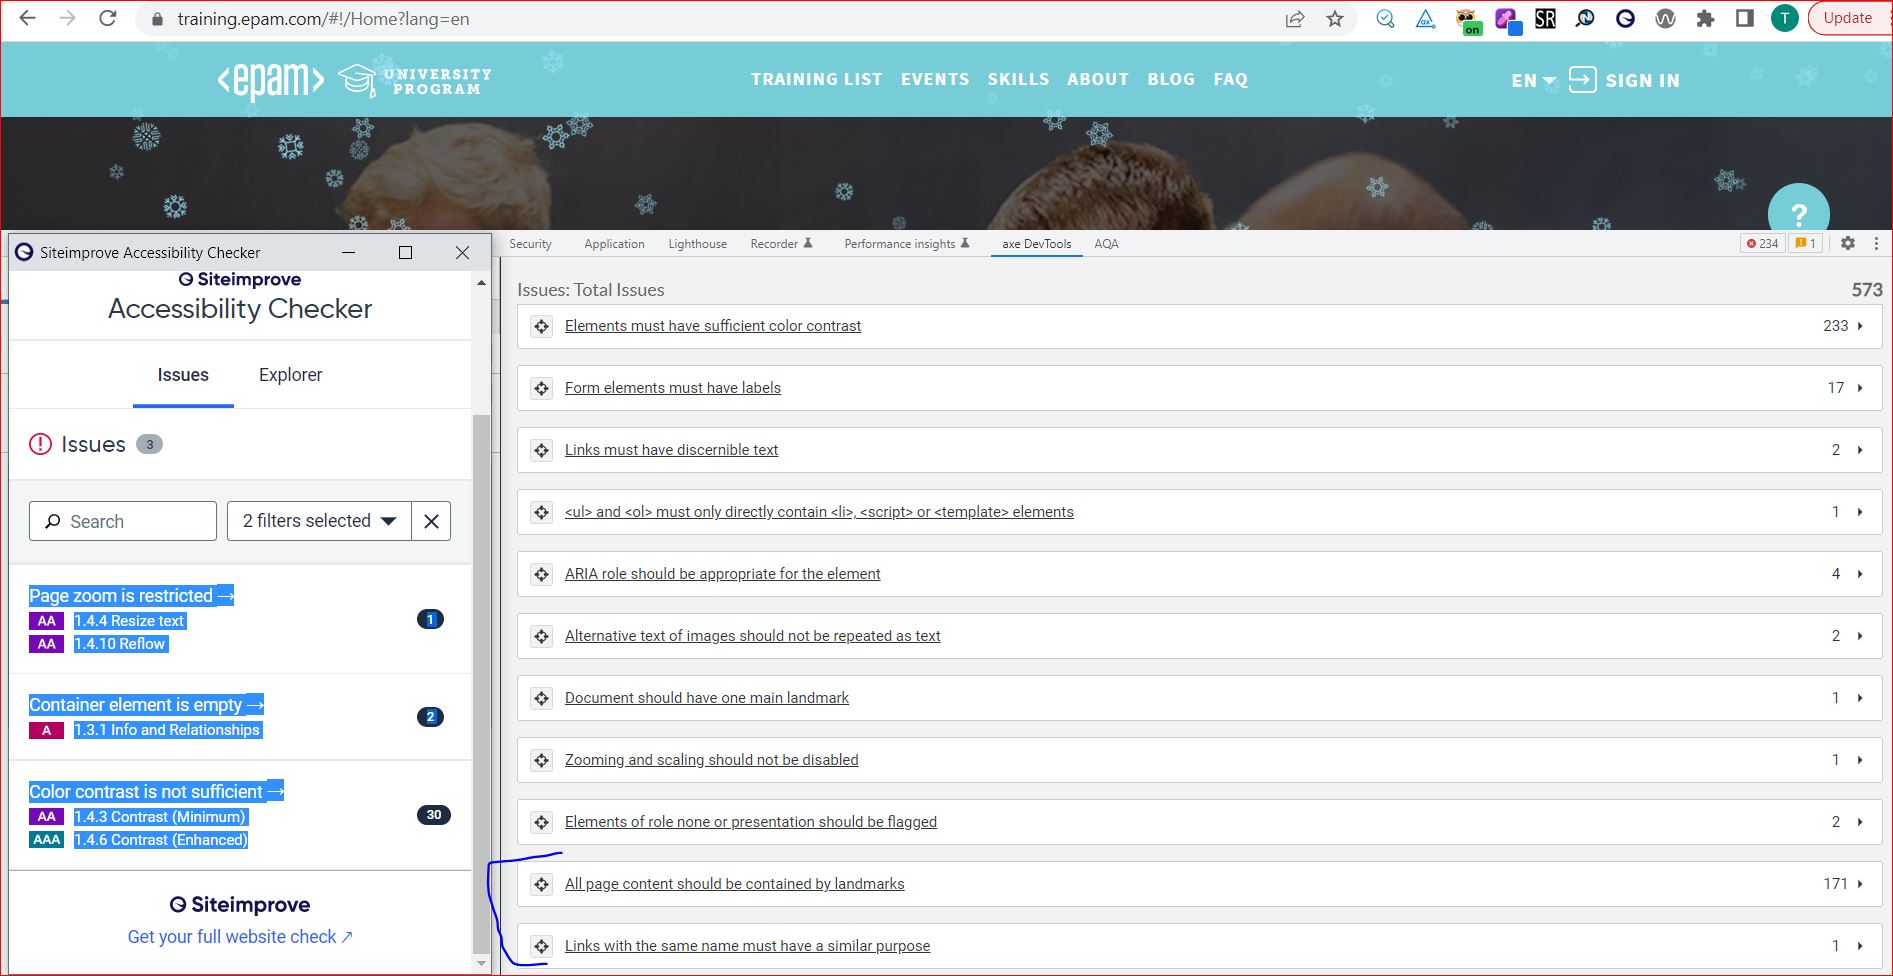 training.epam.com/#!/Home?lang=en
on
SR
T
Update
<epam> UNIVERSITY
PROGRAM
TRAINING LIST EVENTS SKILLS ABOUT BLOG FAQ
EN SIGN IN
?
Siteimprove Accessibility Checker
Siteimprove
Accessibility Checker
Issues Explorer
Issues 3
Search 2 filters selected
Page zoom is restricted →
AA 1.4.4 Resize text 1
AA 1.4.10 Reflow
Container element is empty →
A 1.3.1 Info and Relationships 2
Color contrast is not sufficient →
AA 1.4.3 Contrast (Minimum) 30
AAA 1.4.6 Contrast (Enhanced)
Siteimprove
Get your full website check ↗
Security Application Lighthouse Recorder Performance insights axe DevTools AQA 234 1
Issues: Total Issues 573
Elements must have sufficient color contrast 233
Form elements must have labels 17
Links must have discernible text 2
<ul> and <ol> must only directly contain <li>, <script> or <template> elements 1
ARIA role should be appropriate for the element 4
Alternative text of images should not be repeated as text 2
Document should have one main landmark 1
Zooming and scaling should not be disabled 1
Elements of role none or presentation should be flagged 2
All page content should be contained by landmarks 171
Links with the same name must have a similar purpose 1